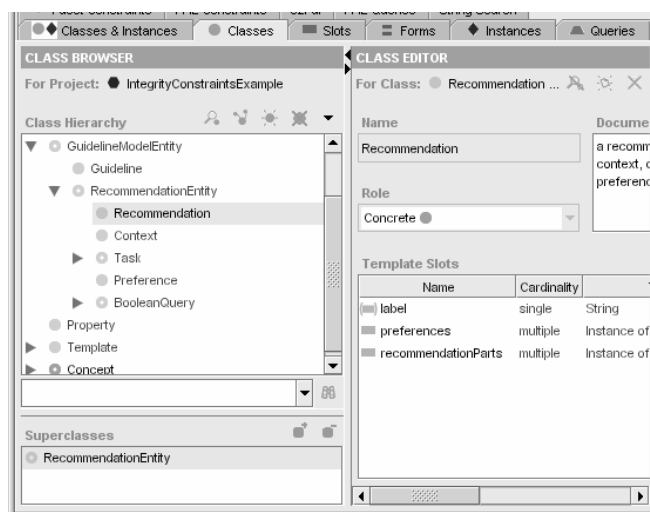 Classes & Instances
Classes
Slots
Forms
Instances
Queries
CLASS BROWSER
For Project: IntegrityConstraintsExample
Class Hierarchy
GuidelineModelEntity
Guideline
RecommendationEntity
Recommendation
Context
Task
Preference
BooleanQuery
Property
Template
Concept
Superclasses
RecommendationEntity
CLASS EDITOR
For Class: Recommendation ...
Name
Recommendation
Role
Concrete
Docume
a recomm
context, c
preferenc
Template Slots
Name Cardinality
label single String
preferences multiple Instance of
recommendationParts multiple Instance of